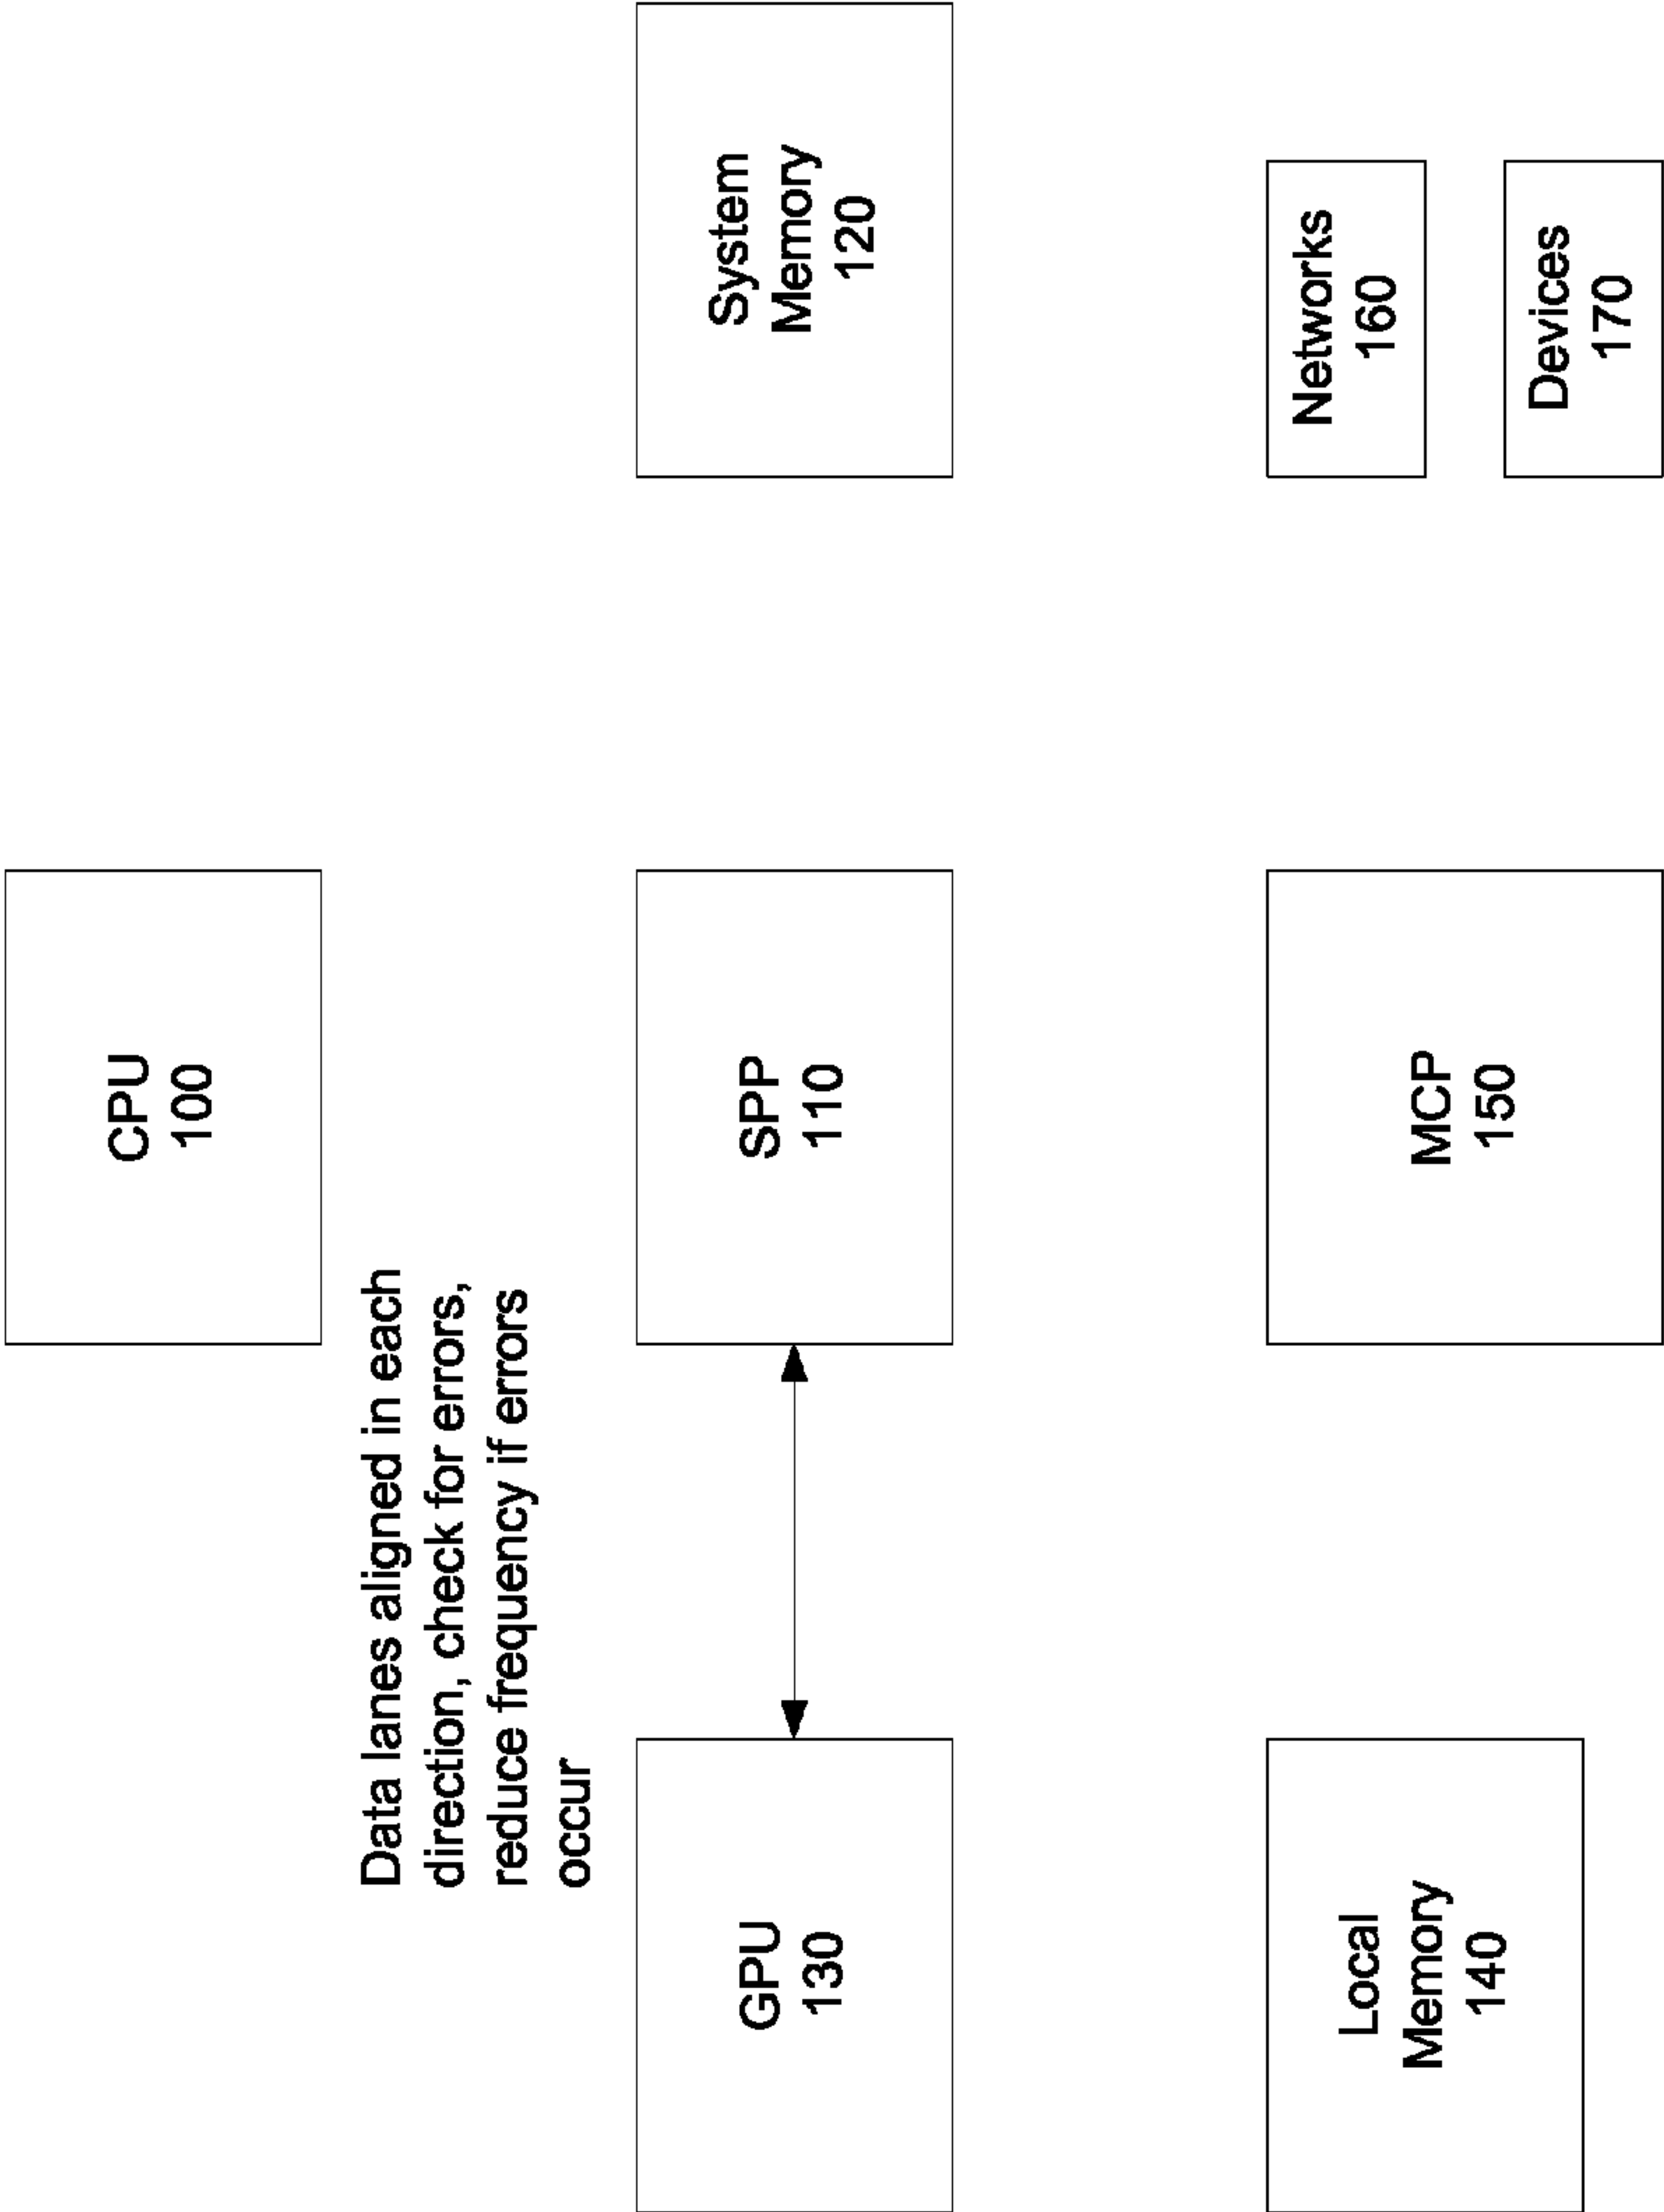 CPU
100
Data lanes aligned in each
direction, check for errors,
reduce frequency if errors
occur
GPU
130
SPP
110
System
Memory
120
Local
Memory
140
MCP
150
Networks
160
Devices
170